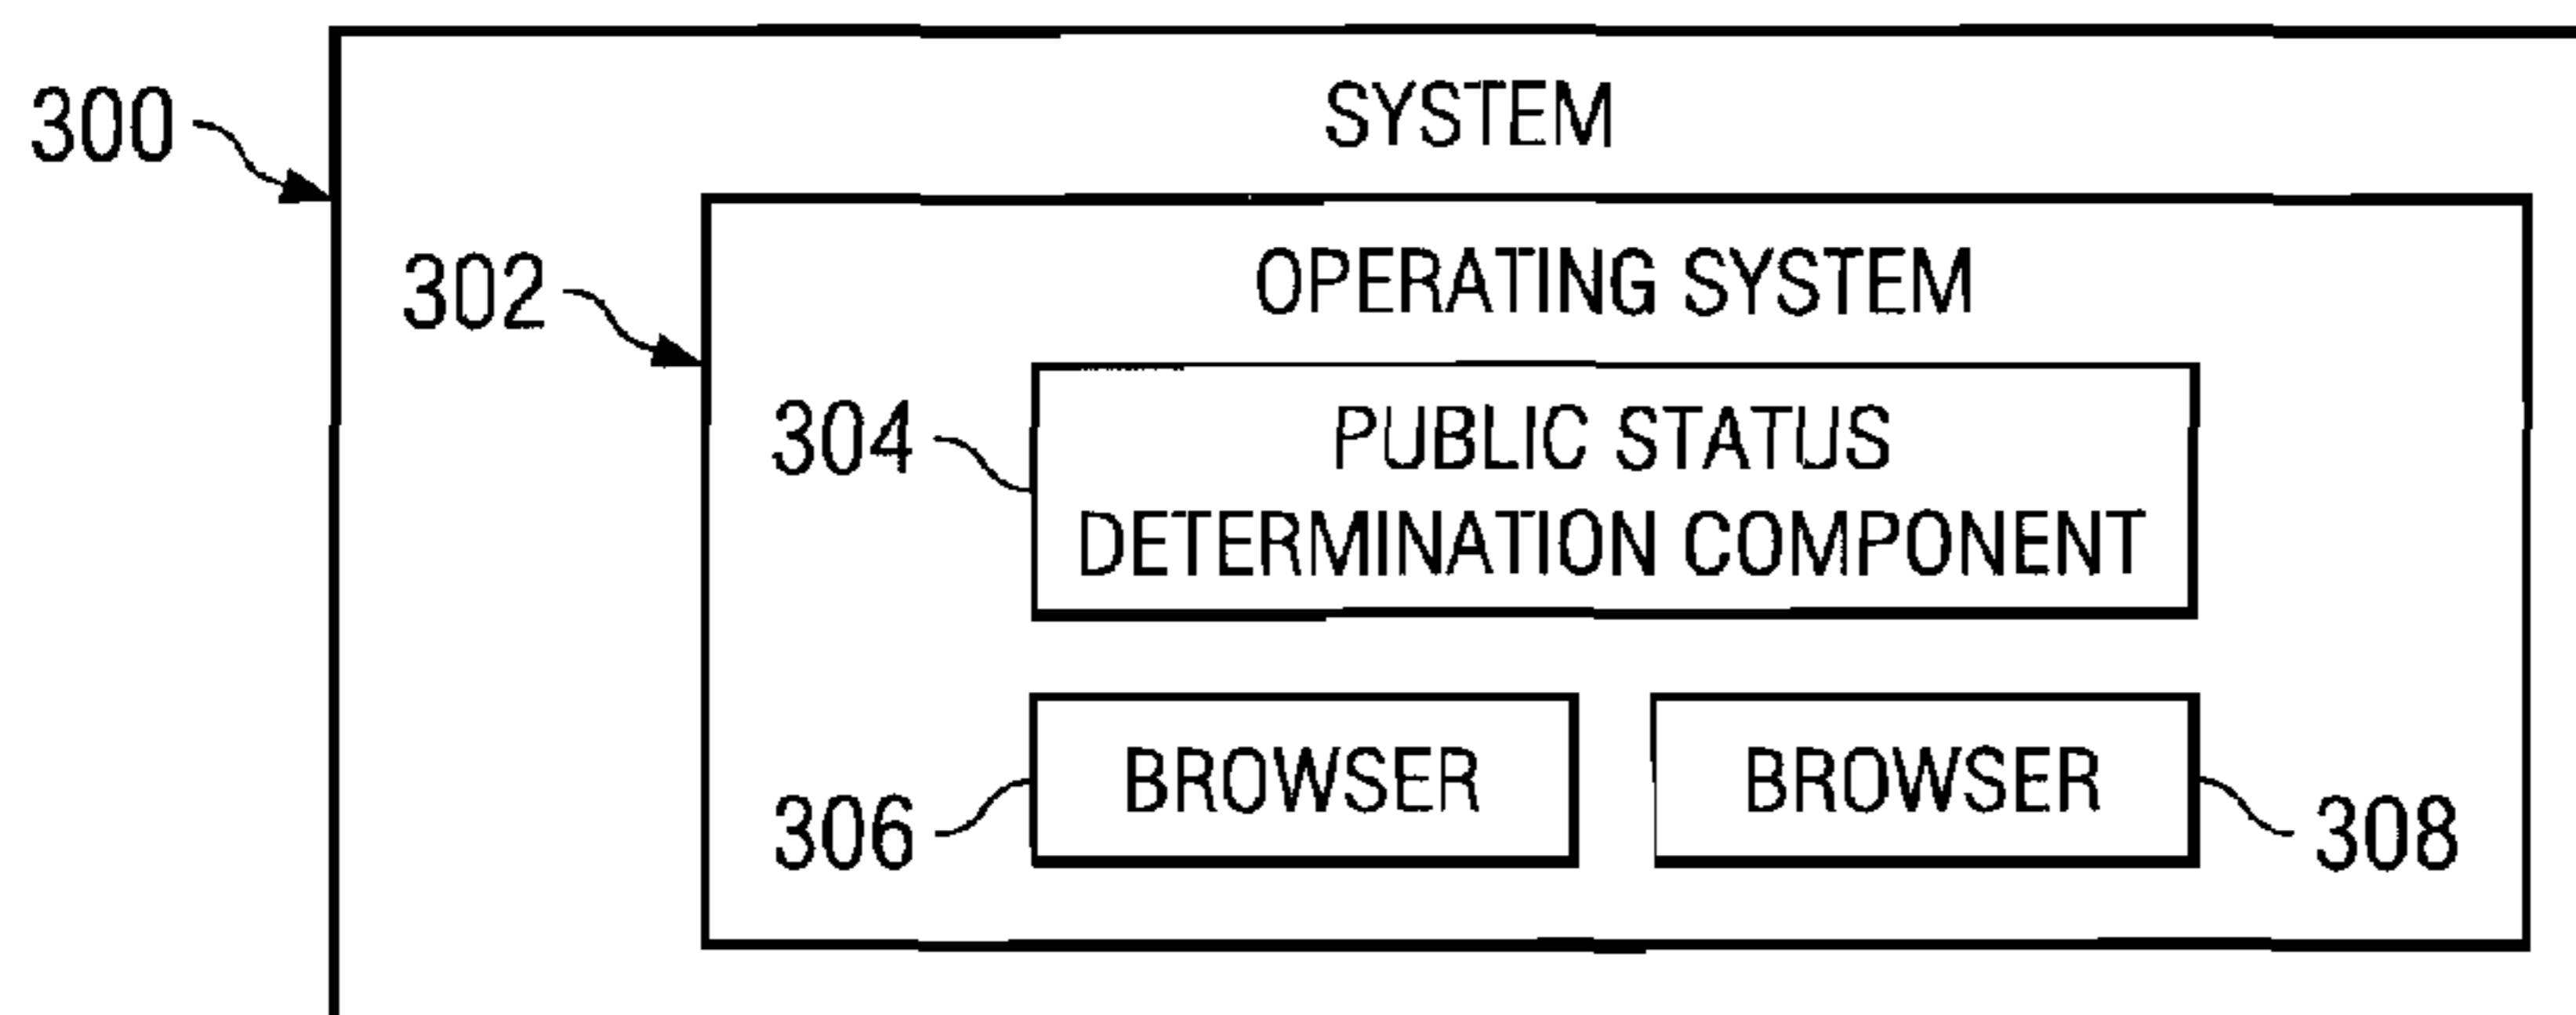 SYSTEM
300
OPERATING SYSTEM
302
PUBLIC STATUS
304
DETERMINATION COMPONENT
BROWSER
BROWSER
306
308